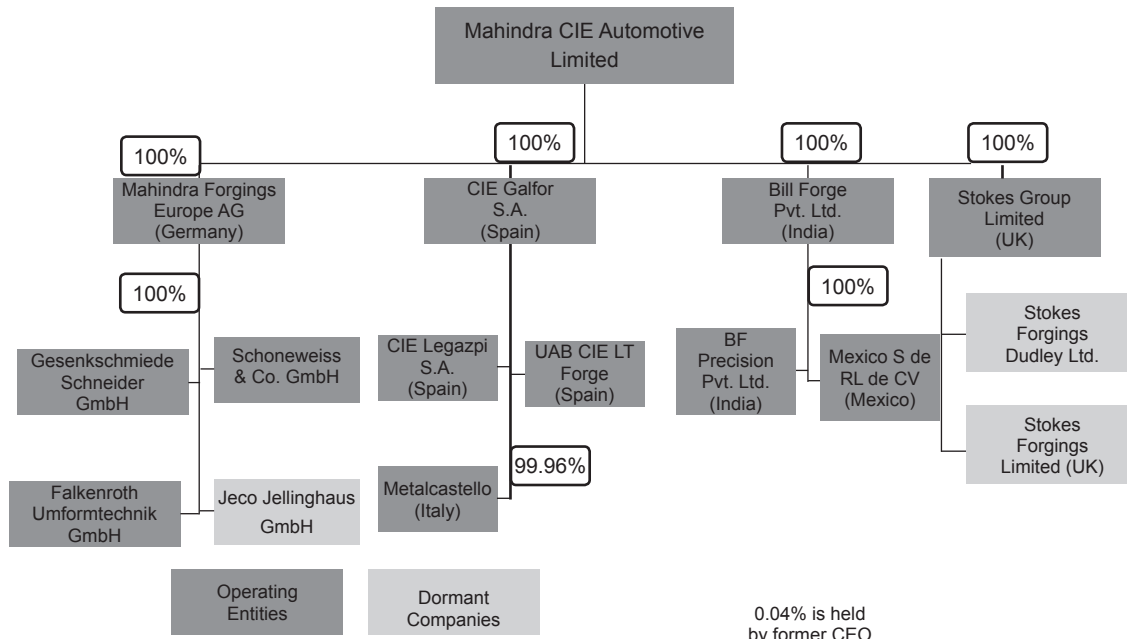 Mahindra CIE Automotive
Limited
100%
100%
100%
100%
Mahindra Forgings
Europe AG
(Germany)
CIE Galfor
S.A.
(Spain)
Bill Forge
Pvt. Ltd.
(India)
Stokes Group
Limited
(UK)
100%
100%
Gesenkschmiede
Schneider
GmbH
Schoneweiss
& Co. GmbH
CIE Legazpi
S.A.
(Spain)
UAB CIE LT
Forge
(Spain)
BF
Precision
Pvt. Ltd.
(India)
Mexico S de
RL de CV
(Mexico)
Stokes
Forgings
Dudley Ltd.
Stokes
Forgings
Limited (UK)
99.96%
Falkenroth
Umformtechnik
GmbH
Jeco Jellinghaus
GmbH
Metalcastello
(Italy)
Operating
Entities
Dormant
Companies
0.04% is held
by former CEO